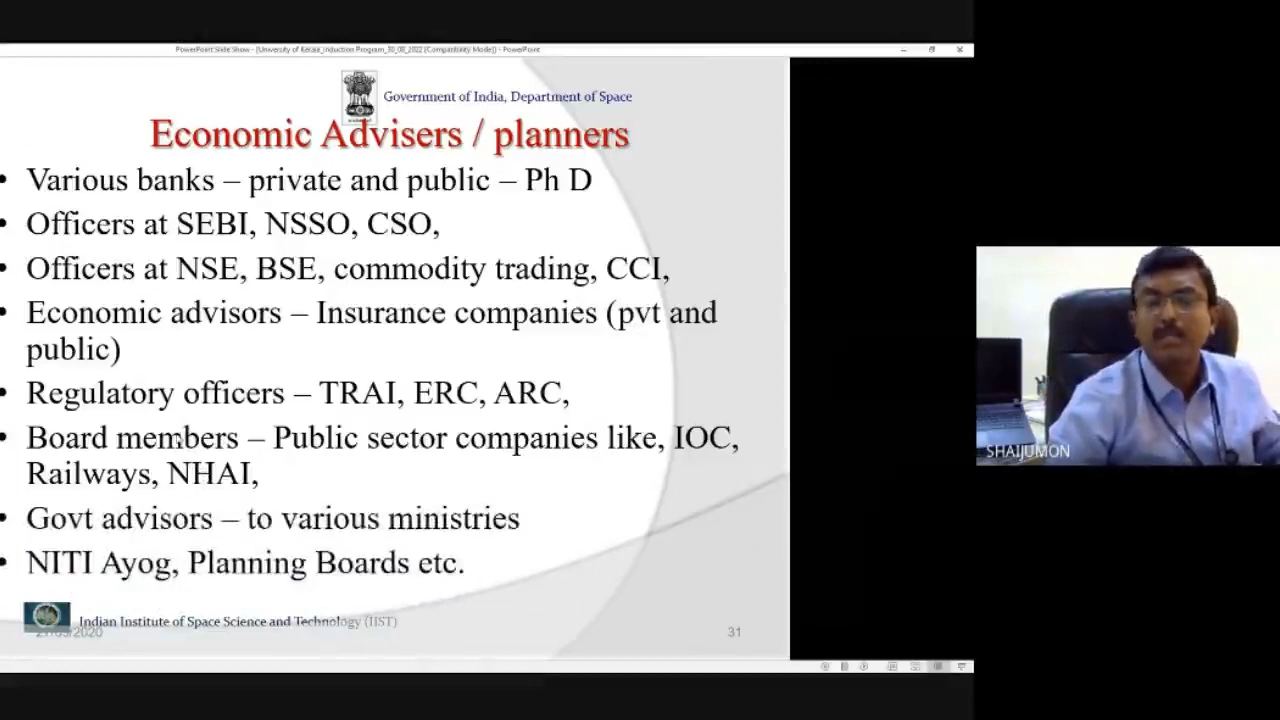 PowerPoint Slide Show - [University of Kerala_Induction Program_30_08_2022 [Compatibility Mode]] - PowerPoint
Government of India, Department of Space
Economic Advisers / planners
• Various banks – private and public – Ph D
• Officers at SEBI, NSSO, CSO,
• Officers at NSE, BSE, commodity trading, CCI,
• Economic advisors – Insurance companies (pvt and
public)
• Regulatory officers – TRAI, ERC, ARC,
• Board members – Public sector companies like, IOC,
Railways, NHAI,
• Govt advisors – to various ministries
• NITI Ayog, Planning Boards etc.
SHAIJUMON
Indian Institute of Space Science and Technology (IIST)
31